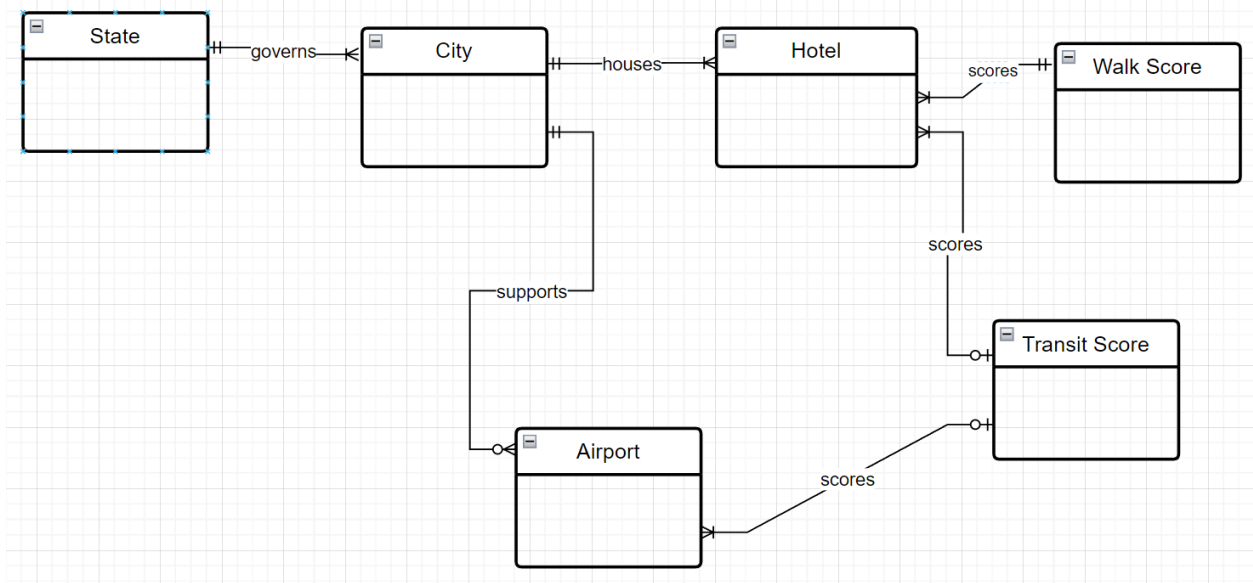 State
governs
City
houses
Hotel
scores
Walk Score
scores
supports
Transit Score
Airport
scores